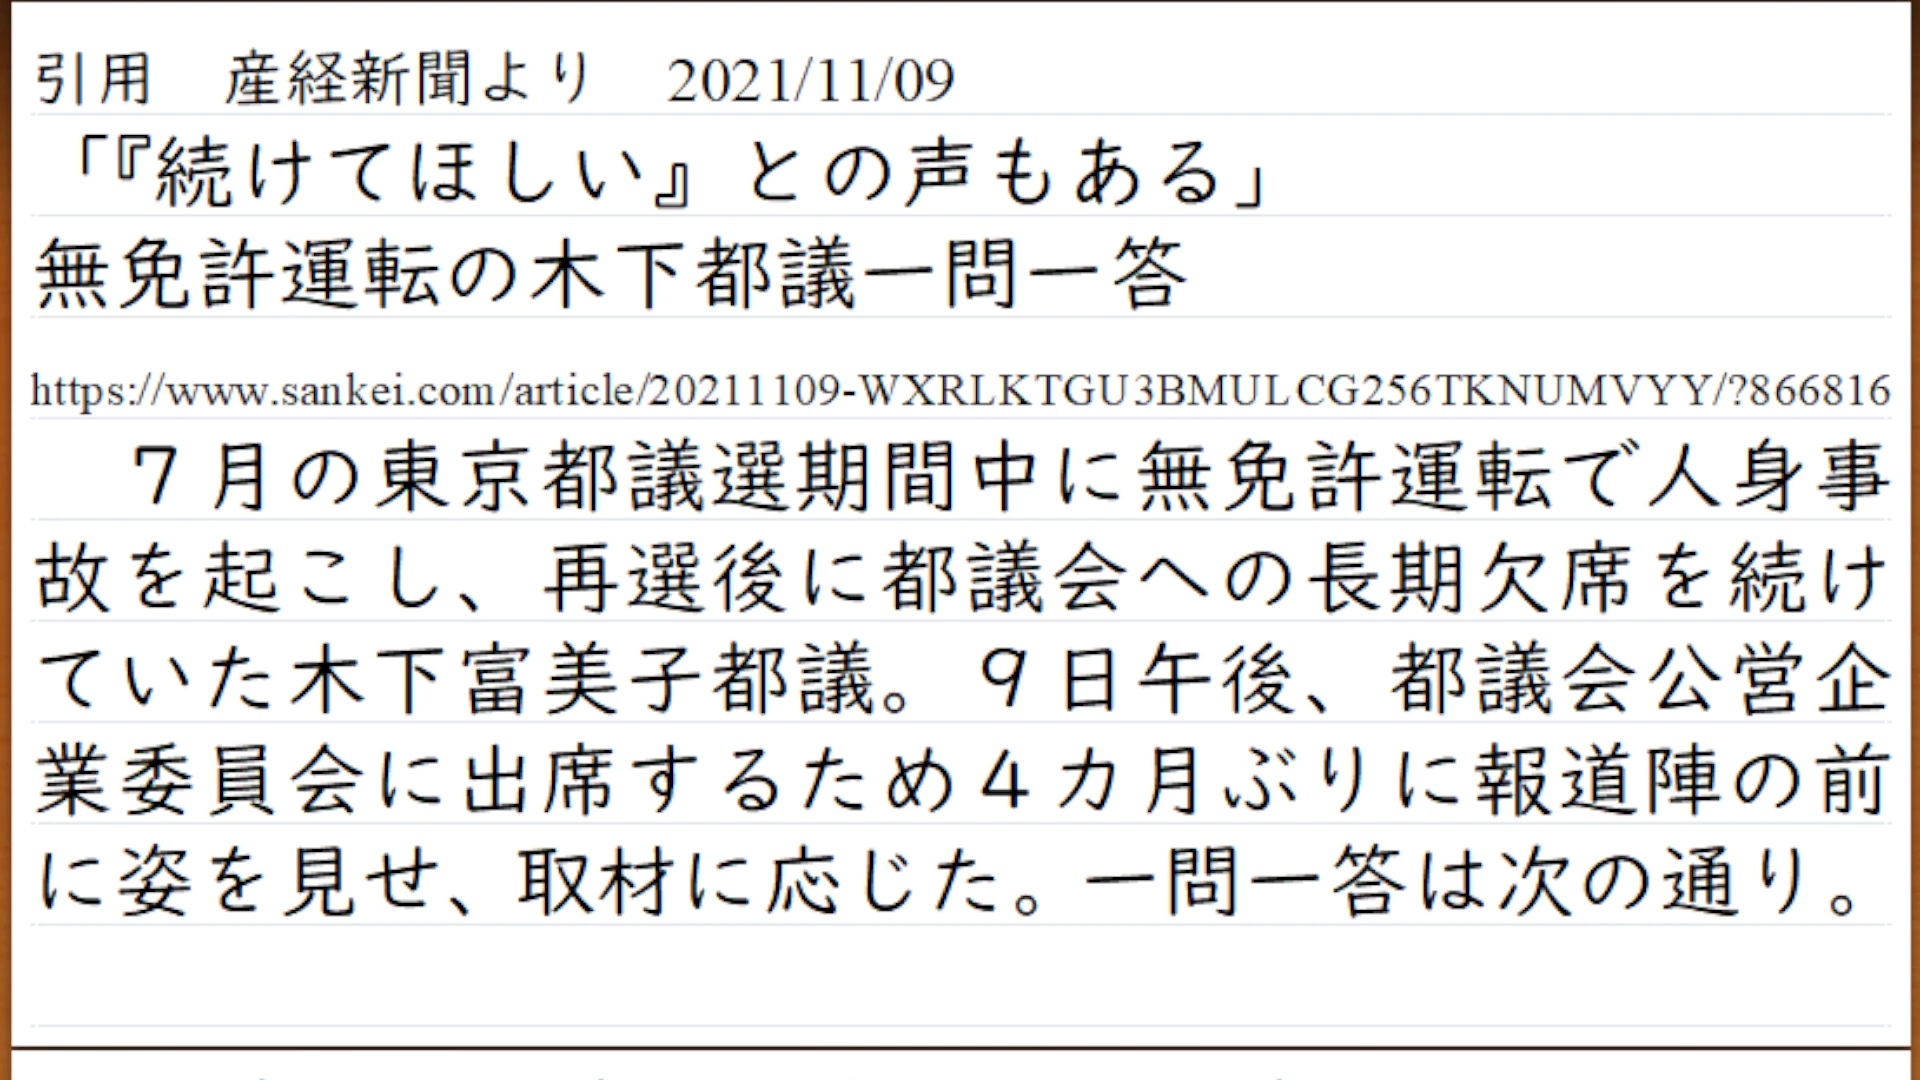 引用　産経新聞より　2021/11/09
「『続けてほしい』との声もある」
無免許運転の木下都議一問一答
https://www.sankei.com/article/20211109-WXRLKTGU3BMULCG256TKNUMVYY/?866816
　７月の東京都議選期間中に無免許運転で人身事
故を起こし、再選後に都議会への長期欠席を続け
ていた木下富美子都議。９日午後、都議会公営企
業委員会に出席するため４カ月ぶりに報道陣の前
に姿を見せ、取材に応じた。一問一答は次の通り。